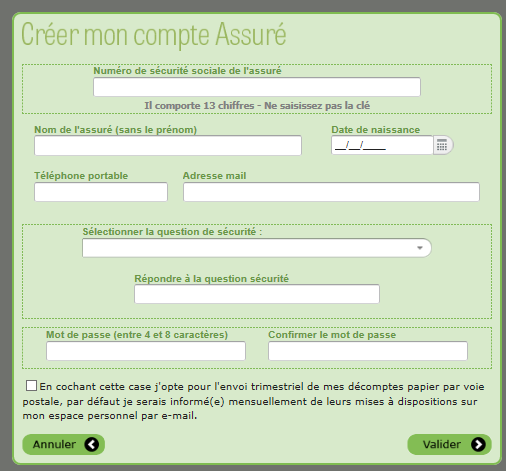 Créer mon compte Assuré
Numéro de sécurité sociale de l'assuré
Il comporte 13 chiffres - Ne saisissez pas la clé
Nom de l'assuré (sans le prénom) Date de naissance
__/__/____
Téléphone portable Adresse mail
Sélectionner la question de sécurité :
Répondre à la question sécurité
Mot de passe (entre 4 et 8 caractères) Confirmer le mot de passe
En cochant cette case j'opte pour l'envoi trimestriel de mes décomptes papier par voie
postale, par défaut je serais informé(e) mensuellement de leurs mises à dispositions sur
mon espace personnel par e-mail.
Annuler Valider